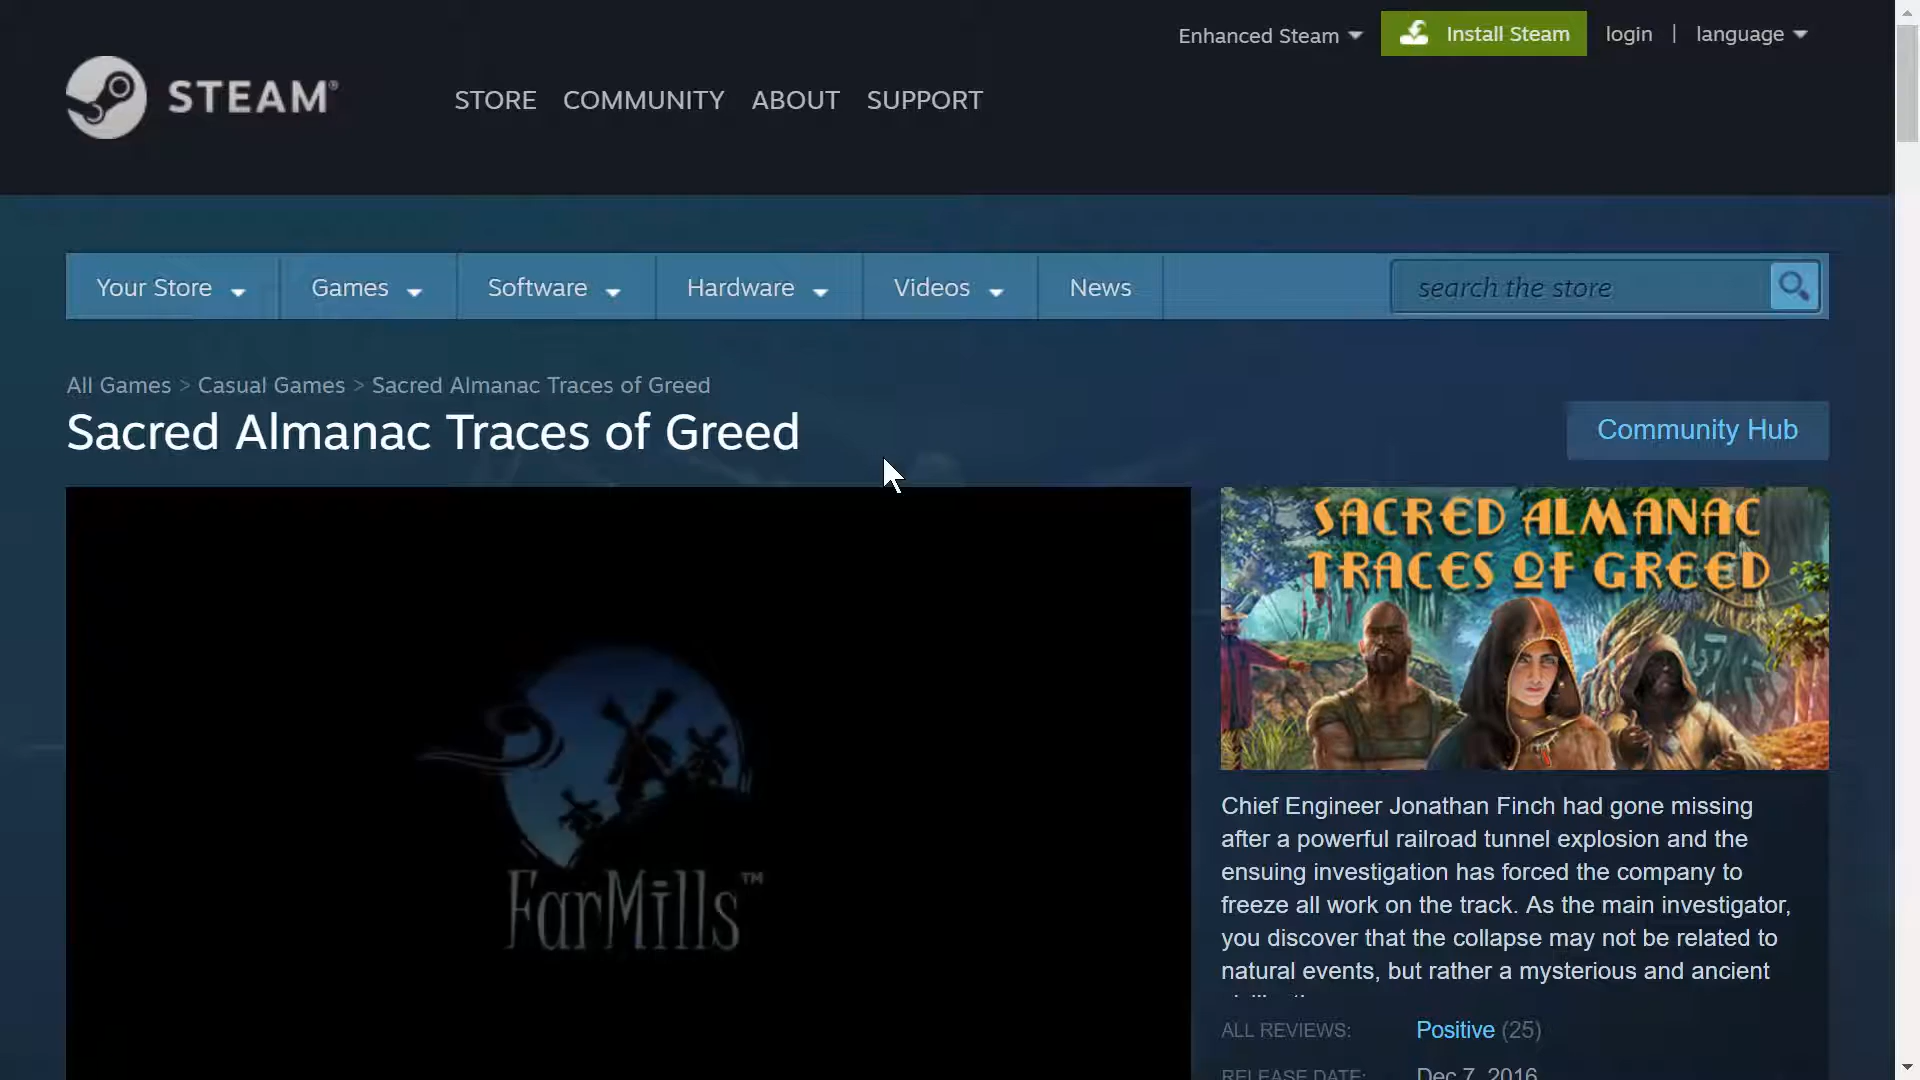 Enhanced Steam
Install Steam
login | language
STEAM®
STORE COMMUNITY ABOUT SUPPORT
Your Store Games Software Hardware Videos News
search the store
All Games > Casual Games > Sacred Almanac Traces of Greed
Sacred Almanac Traces of Greed
Community Hub
SACRED ALMANAC
TRACES OF GREED
FarMills™
Chief Engineer Jonathan Finch had gone missing
after a powerful railroad tunnel explosion and the
ensuing investigation has forced the company to
freeze all work on the track. As the main investigator,
you discover that the collapse may not be related to
natural events, but rather a mysterious and ancient
ALL REVIEWS: Positive (25)
RELEASE DATE: Dec 7, 2016